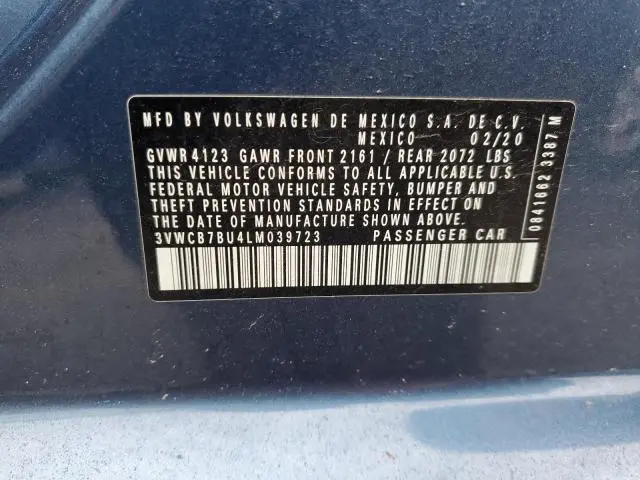 MFD BY VOLKSWAGEN DE MEXICO S.A. DE C.V.
MEXICO 02/20
GVWR 4123 GAWR FRONT 2161 / REAR 2072 LBS
THIS VEHICLE CONFORMS TO ALL APPLICABLE U.S.
FEDERAL MOTOR VEHICLE SAFETY, BUMPER AND
THEFT PREVENTION STANDARDS IN EFFECT ON
THE DATE OF MANUFACTURE SHOWN ABOVE.
3VWCB7BU4LM039723 PASSENGER CAR
0841662 3387 M